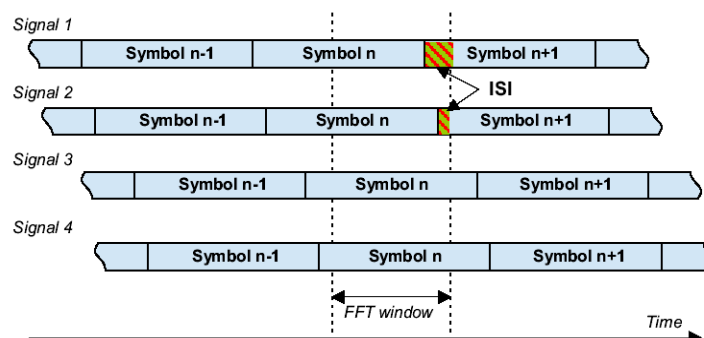 Signal 1
Symbol n-1 Symbol n Symbol n+1
ISI
Signal 2
Symbol n-1 Symbol n Symbol n+1
Signal 3
Symbol n-1 Symbol n Symbol n+1
Signal 4
Symbol n-1 Symbol n Symbol n+1
FFT window
Time